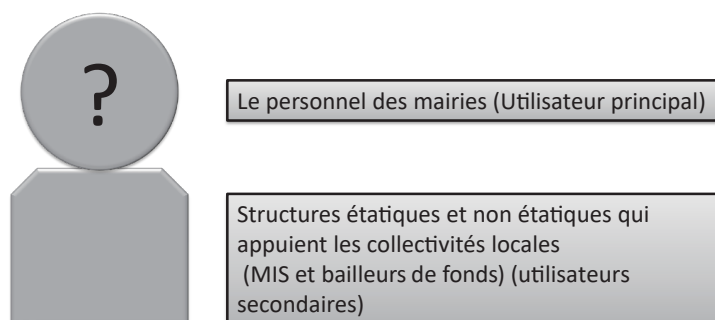 ?
Le personnel des mairies (Utilisateur principal)
Structures étatiques et non étatiques qui
appuient les collectivités locales
(MIS et bailleurs de fonds) (utilisateurs
secondaires)